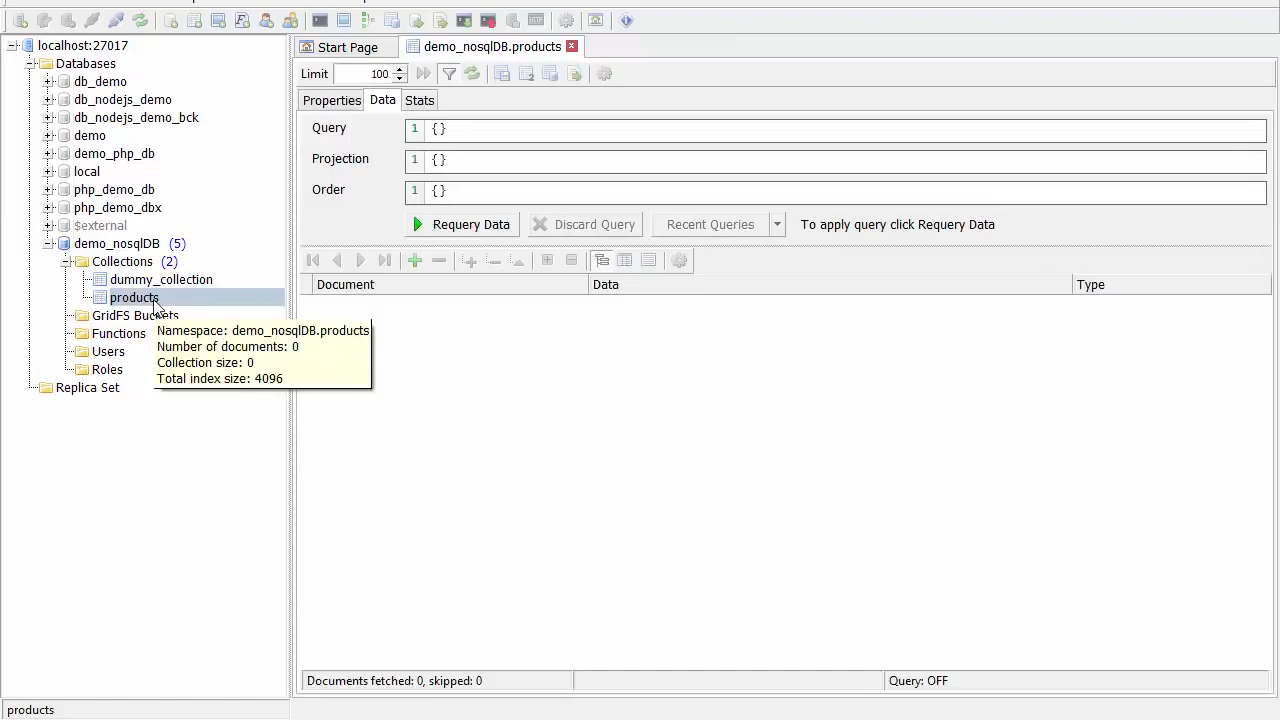 localhost:27017
Databases
db_demo
db_nodejs_demo
db_nodejs_demo_bck
demo
demo_php_db
local
php_demo_db
php_demo_dbx
$external
demo_nosqlDB (5)
Collections (2)
dummy_collection
products
GridFS Buckets
Functions
Users
Roles
Replica Set
Namespace: demo_nosqlDB.products
Number of documents: 0
Collection size: 0
Total index size: 4096
Start Page
demo_nosqlDB.products
Limit 100
Properties Data Stats
Query 1 {}
Projection 1 {}
Order 1 {}
Requery Data Discard Query Recent Queries To apply query click Requery Data
Document Data Type
Documents fetched: 0, skipped: 0 Query: OFF
products